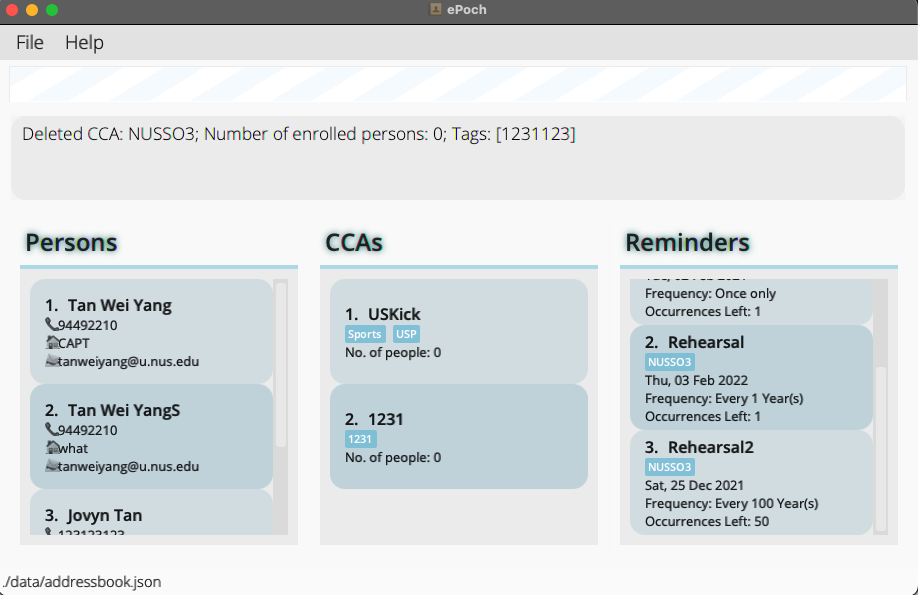 ePoch
File Help
Deleted CCA: NUSSO3; Number of enrolled persons: 0; Tags: [1231123]
Persons
1. Tan Wei Yang
94492210
CAPT
tanweiyang@u.nus.edu
2. Tan Wei YangS
94492210
what
tanweiyang@u.nus.edu
3. Jovyn Tan
123123123
CCAs
1. USKick
Sports USP
No. of people: 0
2. 1231
1231
No. of people: 0
Reminders
Frequency: Once only
Occurrences Left: 1
2. Rehearsal
NUSSO3
Thu, 03 Feb 2022
Frequency: Every 1 Year(s)
Occurrences Left: 1
3. Rehearsal2
NUSSO3
Sat, 25 Dec 2021
Frequency: Every 100 Year(s)
Occurrences Left: 50
./data/addressbook.json